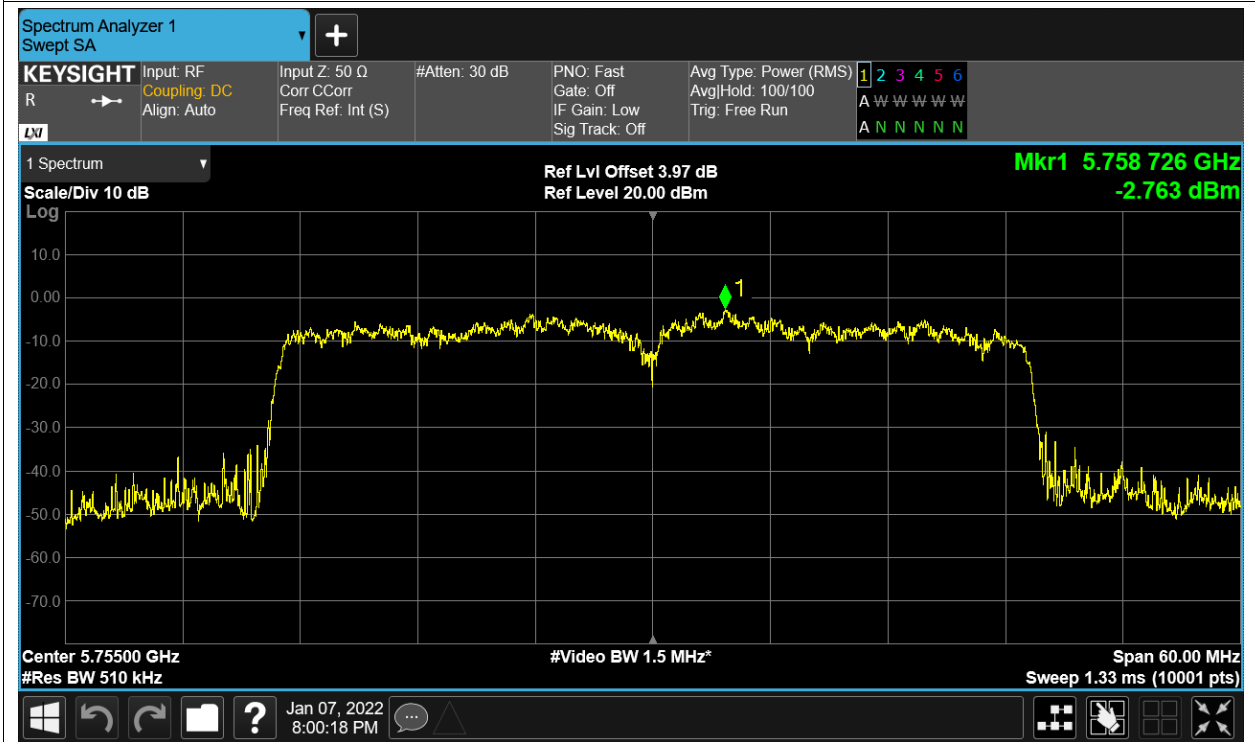 Spectrum Analyzer 1
Swept SA
+
KEYSIGHT
R
LXI
Input: RF
Coupling: DC
Align: Auto
Input Z: 50 Ω
Corr CCorr
Freq Ref: Int (S)
#Atten: 30 dB
PNO: Fast
Gate: Off
IF Gain: Low
Sig Track: Off
Avg Type: Power (RMS)
Avg|Hold: 100/100
Trig: Free Run
1 2 3 4 5 6
A W W W W W
A N N N N N
1 Spectrum
Scale/Div 10 dB
Log
Ref Lvl Offset 3.97 dB
Ref Level 20.00 dBm
Mkr1 5.758 726 GHz
-2.763 dBm
10.0
0.00
-10.0
-20.0
-30.0
-40.0
-50.0
-60.0
-70.0
1
Center 5.75500 GHz
#Res BW 510 kHz
#Video BW 1.5 MHz*
Span 60.00 MHz
Sweep 1.33 ms (10001 pts)
?
Jan 07, 2022
8:00:18 PM